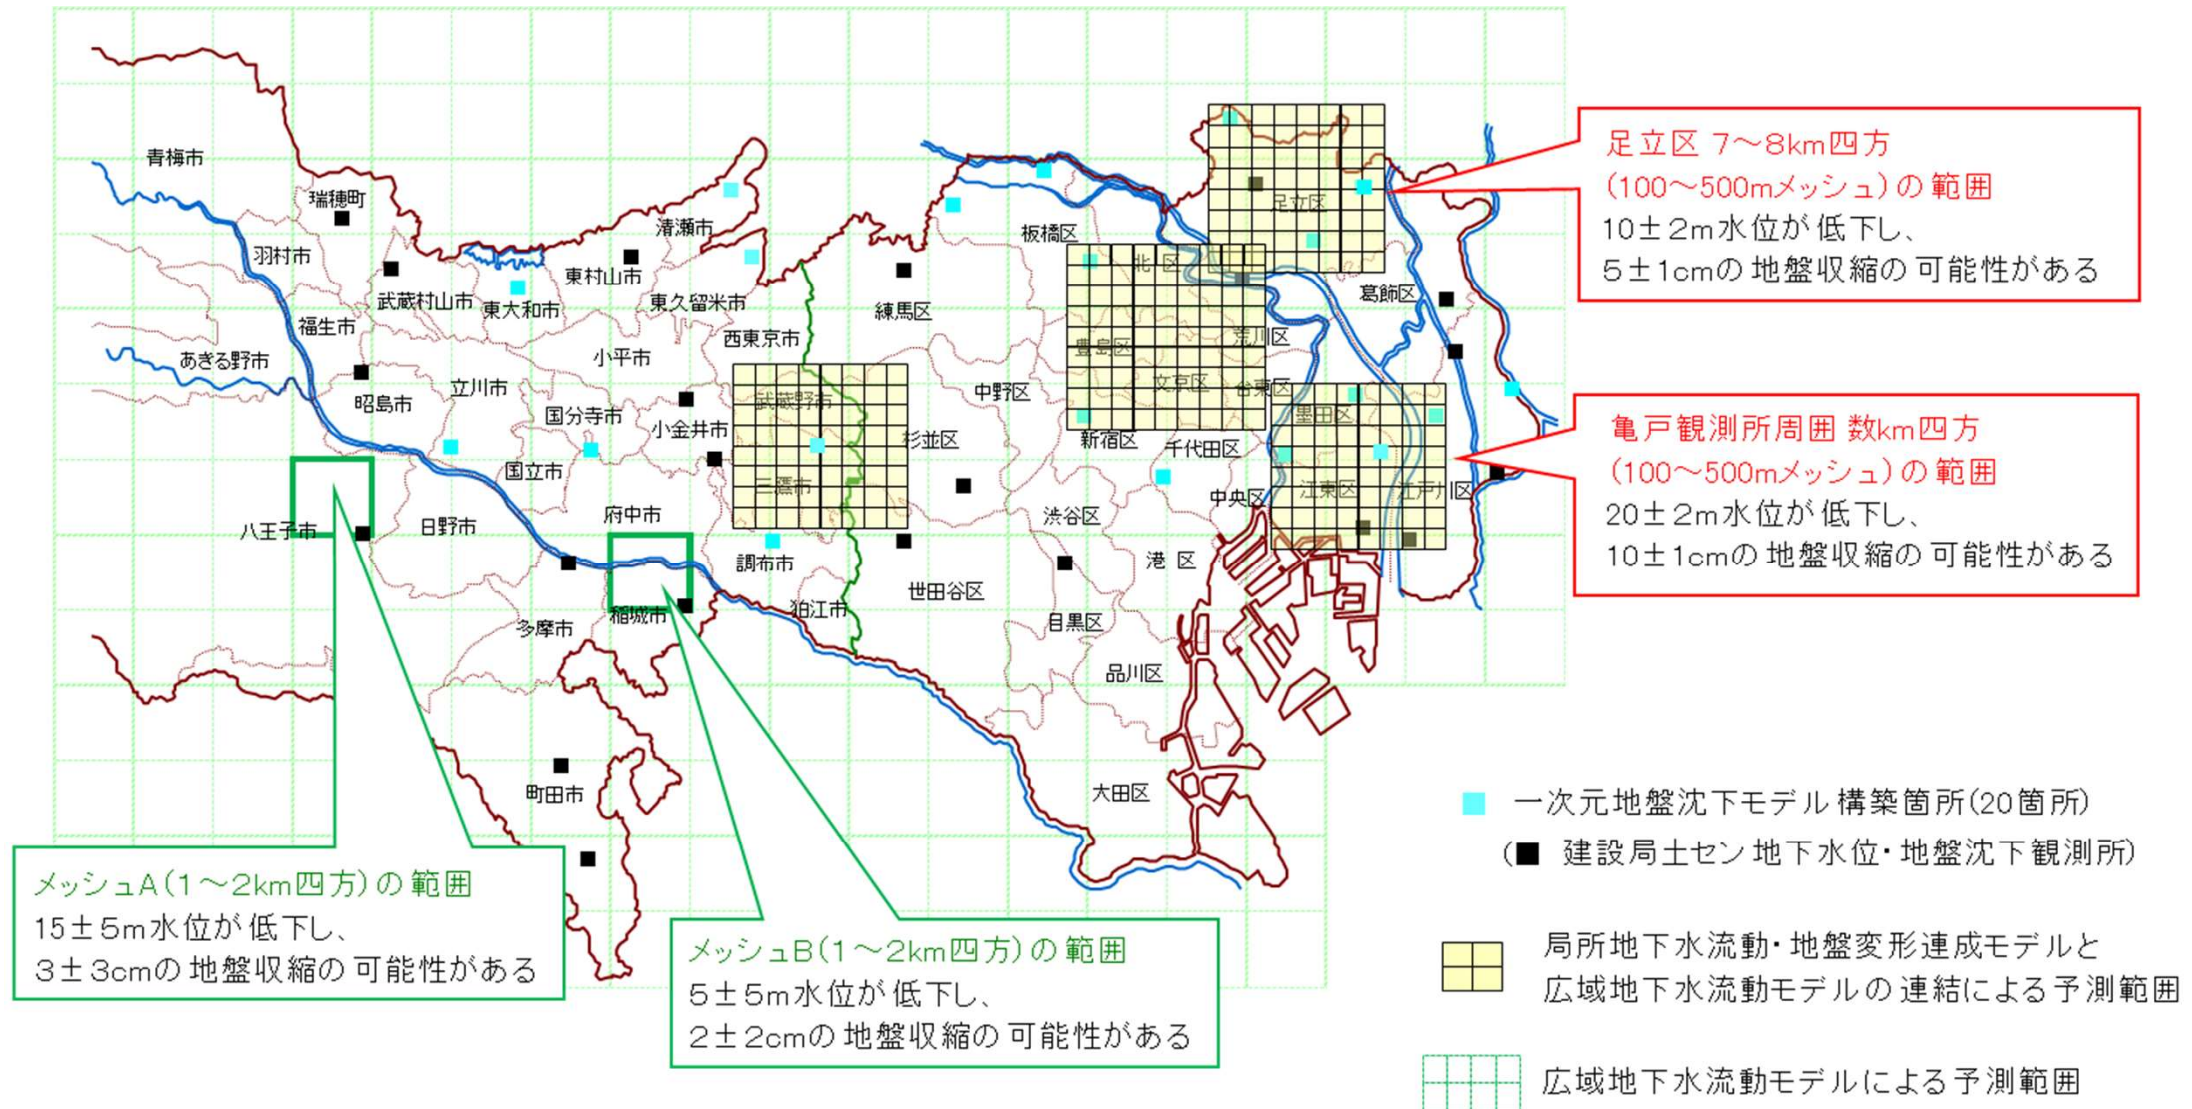 青梅市
瑞穂町
羽村市
武蔵村山市
東大和市
東村山市
清瀬市
東久留米市
福生市
あきる野市
昭島市
立川市
小平市
西東京市
国分寺市
小金井市
国立市
武蔵野市
三鷹市
八王子市
日野市
府中市
調布市
狛江市
稲城市
多摩市
町田市
板橋区
練馬区
中野区
杉並区
北 区
豊島区
文京区
荒川区
台東区
足立区
葛飾区
新宿区
千代田区
墨田区
江東区
江戸川区
中央区
渋谷区
港 区
世田谷区
目黒区
品川区
大田区
足立区 7~8km四方
(100~500mメッシュ)の範囲
10±2m水位が低下し、
5±1cmの地盤収縮の可能性がある
亀戸観測所周囲 数km四方
(100~500mメッシュ)の範囲
20±2m水位が低下し、
10±1cmの地盤収縮の可能性がある
メッシュA(1~2km四方)の範囲
15±5m水位が低下し、
3±3cmの地盤収縮の可能性がある
メッシュB(1~2km四方)の範囲
5±5m水位が低下し、
2±2cmの地盤収縮の可能性がある
一次元地盤沈下モデル構築箇所(20箇所)
(■ 建設局土セン地下水位・地盤沈下観測所)
局所地下水流動・地盤変形連成モデルと
広域地下水流動モデルの連結による予測範囲
広域地下水流動モデルによる予測範囲